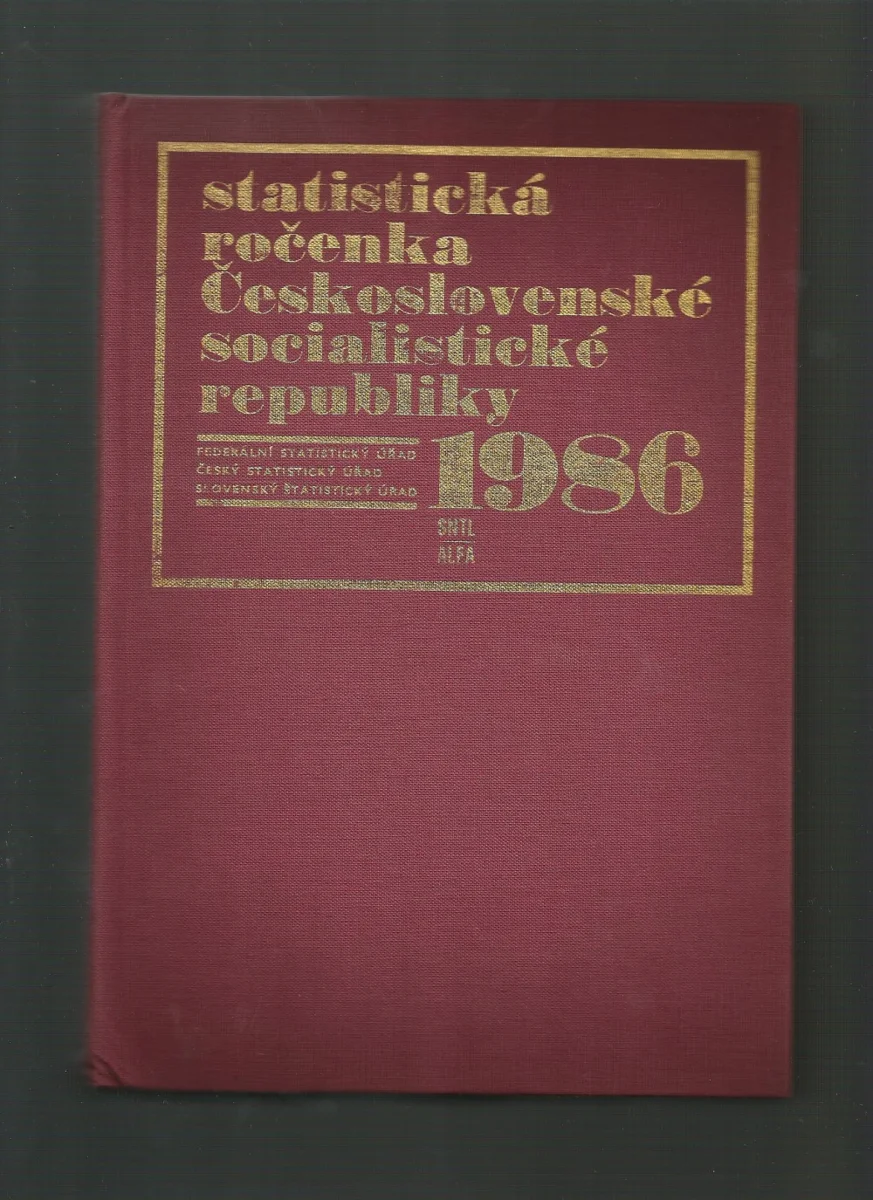 statistická
ročenka
Československé
socialistické
republiky
1986
FEDERÁLNÍ STATISTICKÝ ÚŘAD
ČESKÝ STATISTICKÝ ÚŘAD
SLOVENSKÝ ŠTATISTICKÝ ÚRAD
SNTL
ALFA